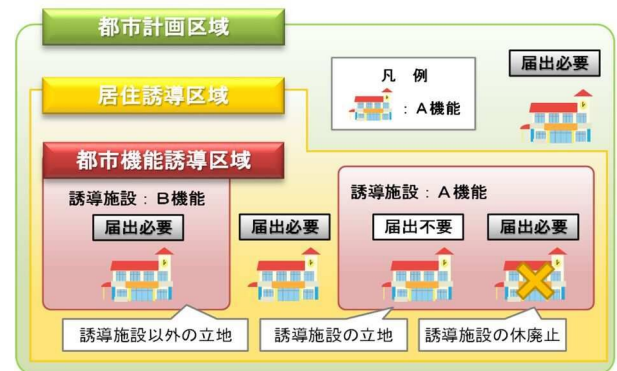 都市計画区域
居住誘導区域
都市機能誘導区域
凡 例
:A機能
届出必要
誘導施設:B機能
届出必要
届出必要
誘導施設:A機能
届出不要
届出必要
誘導施設以外の立地
誘導施設の立地
誘導施設の休廃止